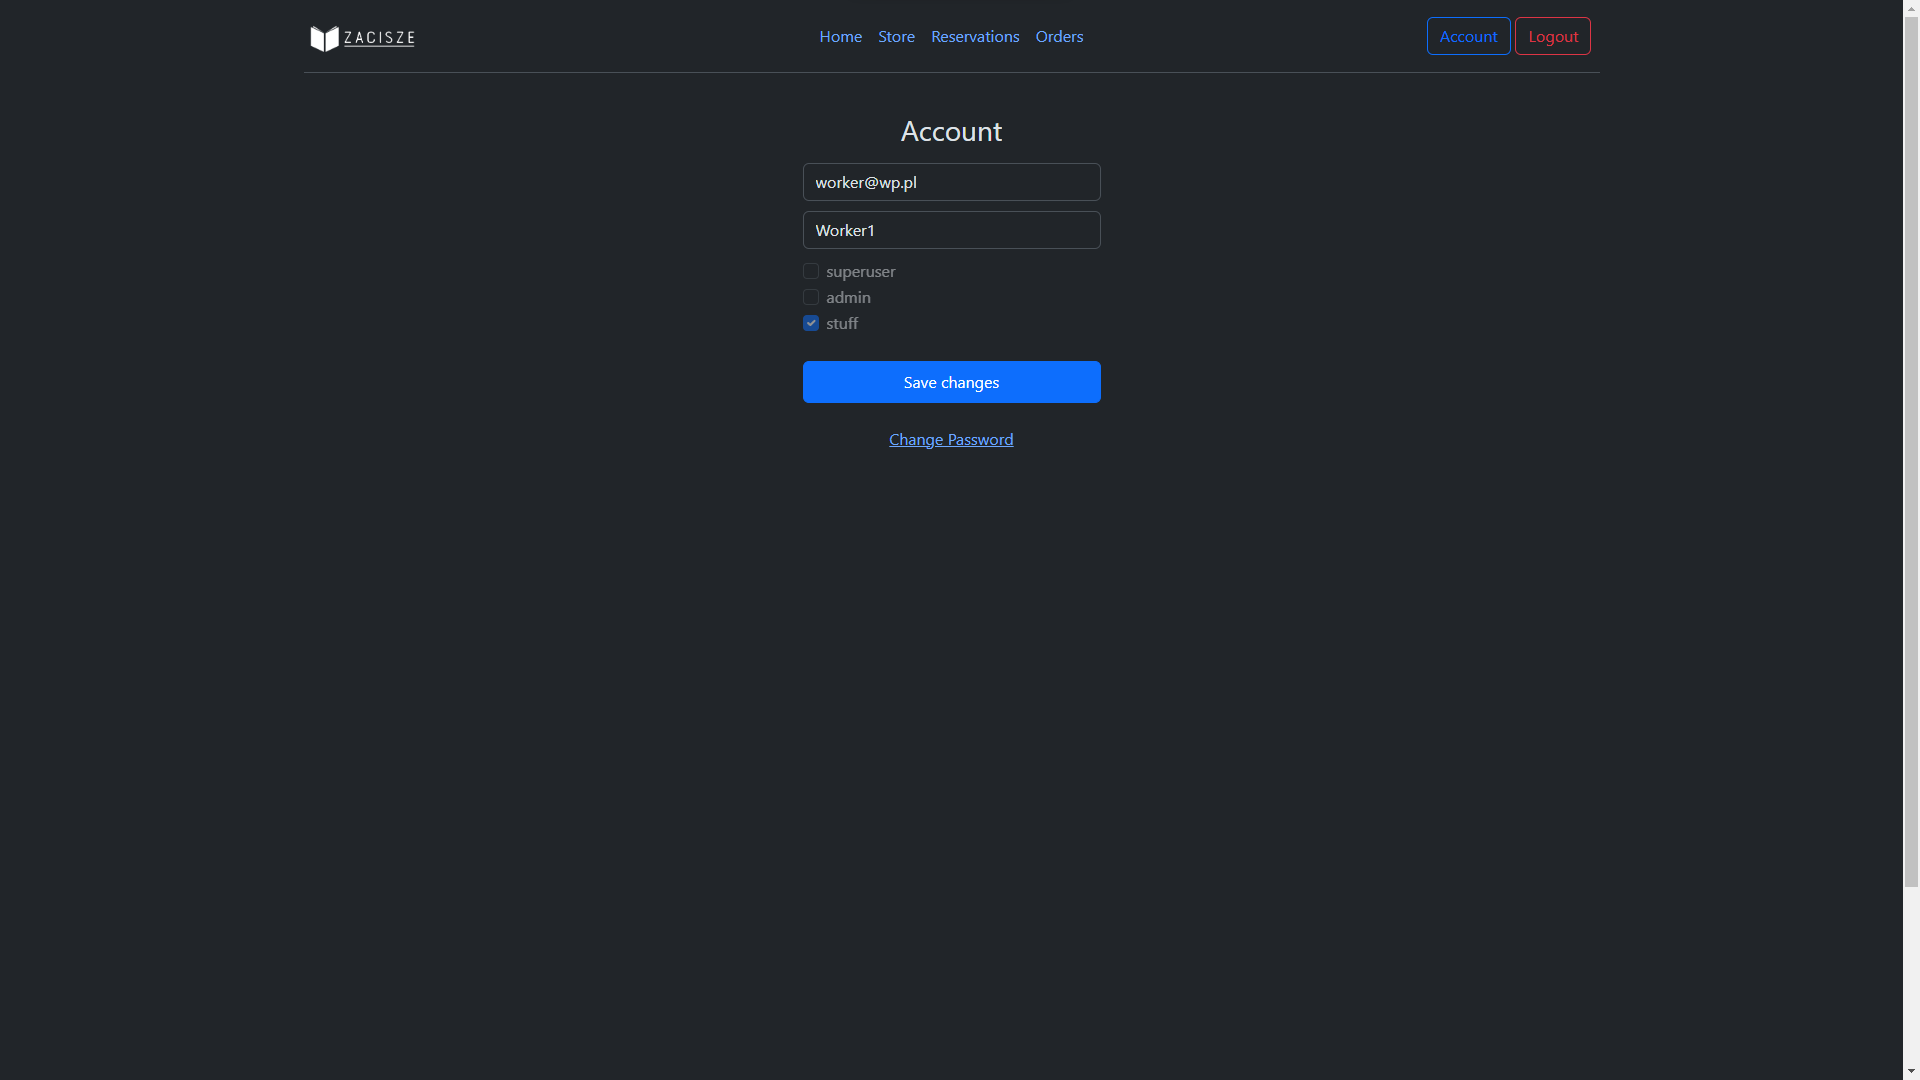 ZACISZE
Home Store Reservations Orders
Account Logout
Account
worker@wp.pl
Worker1
superuser
admin
stuff
Save changes
Change Password